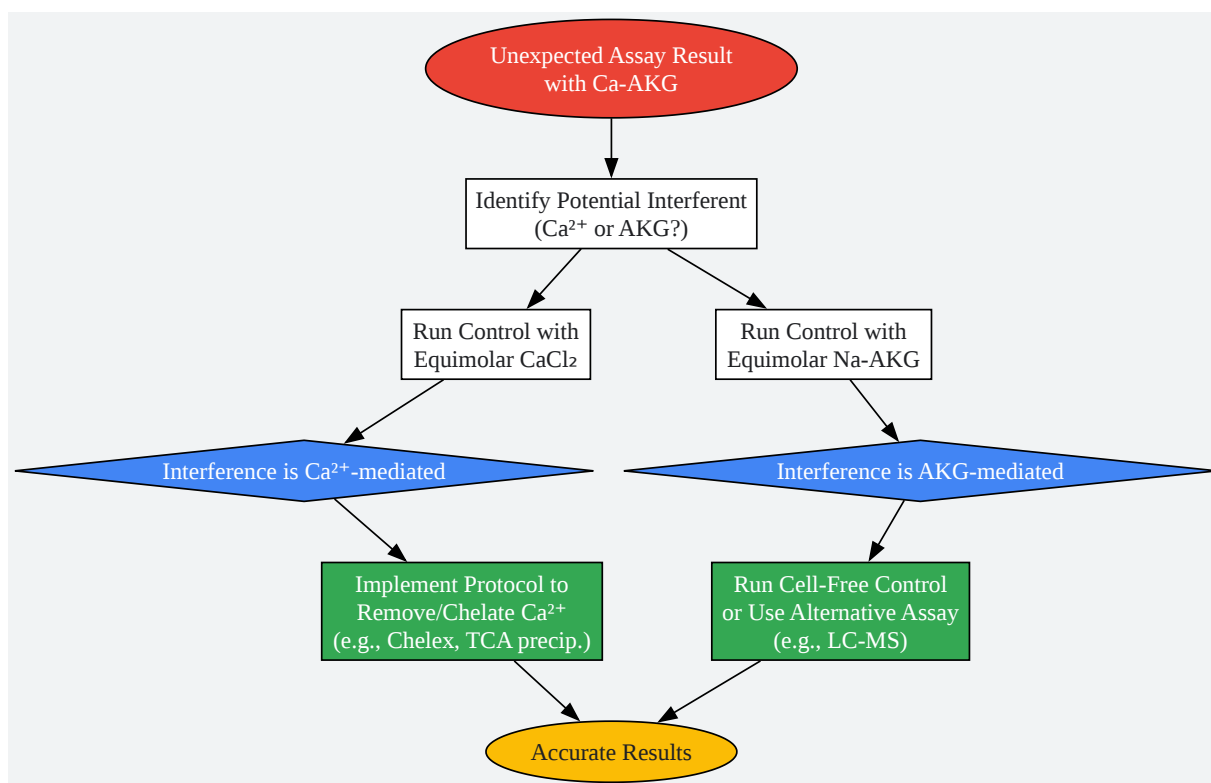 Unexpected Assay Result
with Ca-AKG
Identify Potential Interferent
(Ca²⁺ or AKG?)
Run Control with
Equimolar CaCl₂
Run Control with
Equimolar Na-AKG
Interference is Ca²⁺-mediated
Interference is AKG-mediated
Implement Protocol to
Remove/Chelate Ca²⁺
(e.g., Chelex, TCA precip.)
Run Cell-Free Control
or Use Alternative Assay
(e.g., LC-MS)
Accurate Results